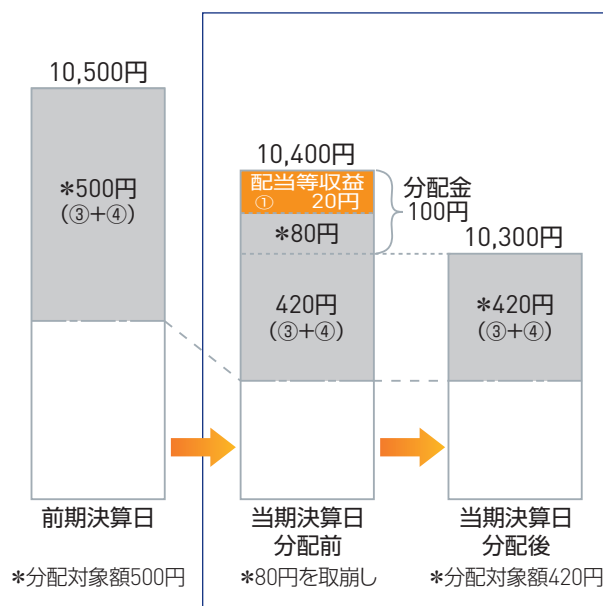 10,500円
*500円
(③+④)
前期決算日
*分配対象額500円
10,400円
配当等収益
① 20円
*80円
420円
(③+④)
分配金
100円
当期決算日
分配前
*80円を取崩し
10,300円
*420円
(③+④)
当期決算日
分配後
*分配対象額420円